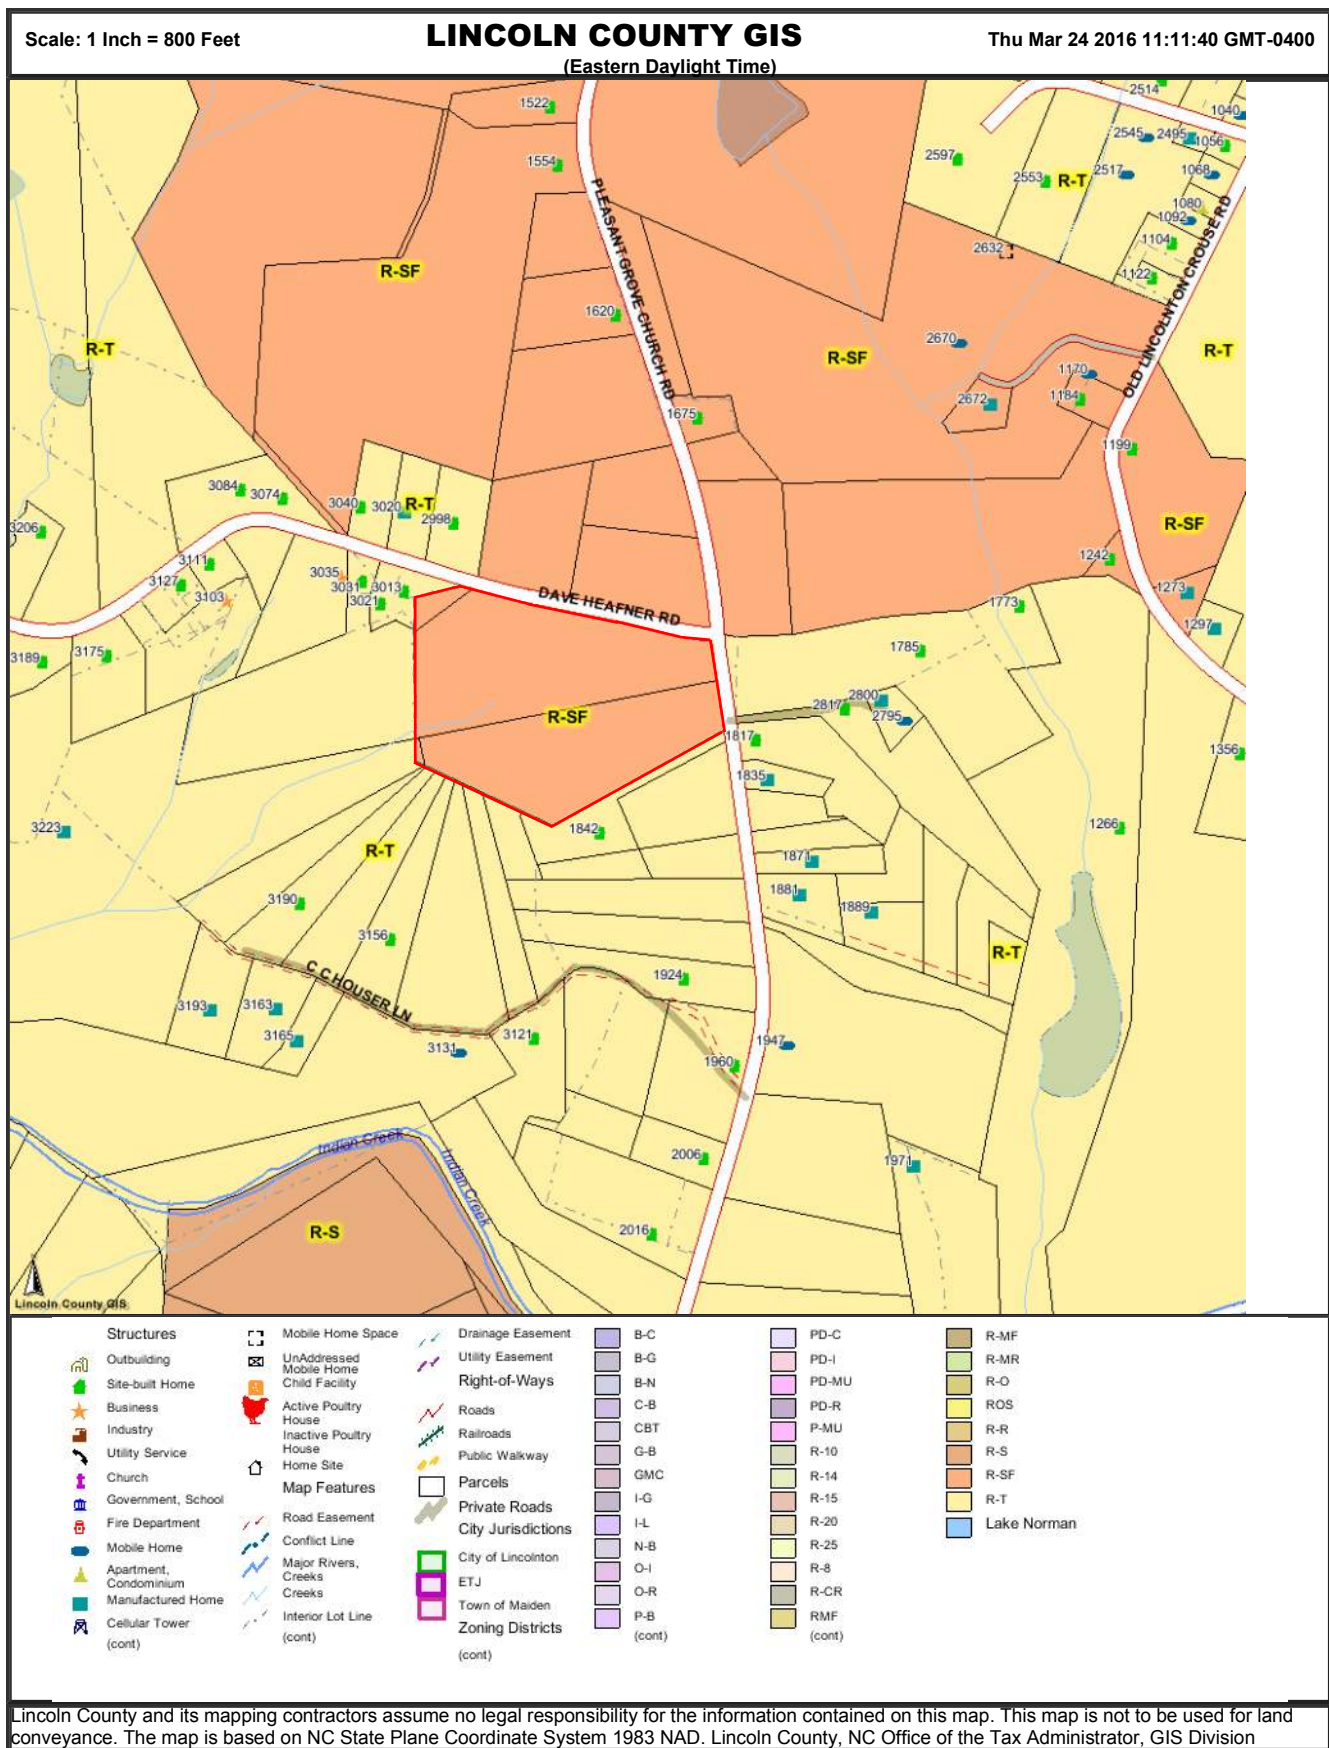 Scale: 1 Inch = 800 Feet
LINCOLN COUNTY GIS
Thu Mar 24 2016 11:11:40 GMT-0400
(Eastern Daylight Time)
1522
2514
1040
2545
2495
1056
1554
2597
2553
R-T
2517
1068
1080
1092
PLEASANT GROVE CHURCH RD
1104
2632
R-SF
1122
OLD LINCOLNTON CROUSE RD
1620
2670
R-T
R-SF
R-T
1170
2672
1184
1675
1199
3084
3074
3040
3020
R-T
2998
3206
R-SF
1242
3111
3035
3127
3031
3013
3103
3021
DAVE HEAFNER RD
1773
1273
1297
3189
3175
1785
2817
2800
2795
R-SF
1817
1356
1835
3223
1842
1266
R-T
1871
1881
3190
1889
3156
R-T
C C HOUSER LN
1924
3193
3163
3165
3121
3131
1947
1960
Indian Creek
Indian Creek
2006
1971
R-S
2016
Lincoln County GIS
Structures
Outbuilding
Site-built Home
Business
Industry
Utility Service
Church
Government, School
Fire Department
Mobile Home
Apartment,
Condominium
Manufactured Home
Cellular Tower
(cont)
Mobile Home Space
UnAddressed
Mobile Home
Child Facility
Active Poultry
House
Inactive Poultry
House
Home Site
Map Features
Road Easement
Conflict Line
Major Rivers,
Creeks
Creeks
Interior Lot Line
(cont)
Drainage Easement
Utility Easement
Right-of-Ways
Roads
Railroads
Public Walkway
Parcels
Private Roads
City Jurisdictions
City of Lincolnton
ETJ
Town of Maiden
Zoning Districts
(cont)
B-C
B-G
B-N
C-B
CBT
G-B
GMC
I-G
I-L
N-B
O-I
O-R
P-B
(cont)
PD-C
PD-I
PD-MU
PD-R
P-MU
R-10
R-14
R-15
R-20
R-25
R-8
R-CR
RMF
(cont)
R-MF
R-MR
R-O
ROS
R-R
R-S
R-SF
R-T
Lake Norman
Lincoln County and its mapping contractors assume no legal responsibility for the information contained on this map. This map is not to be used for land
conveyance. The map is based on NC State Plane Coordinate System 1983 NAD. Lincoln County, NC Office of the Tax Administrator, GIS Division